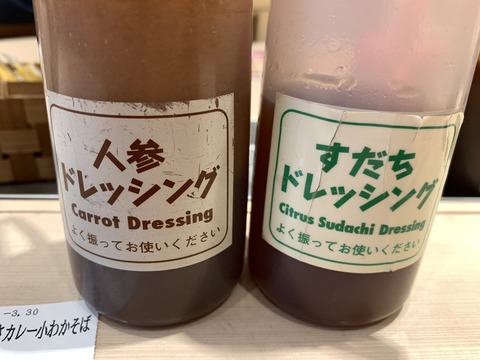 人参
ドレッシング
Carrot Dressing
よく振ってお使いください
すだち
ドレッシング
Citrus Sudachi Dressing
よく振ってお使いください
-3.30
カレー小わかそば